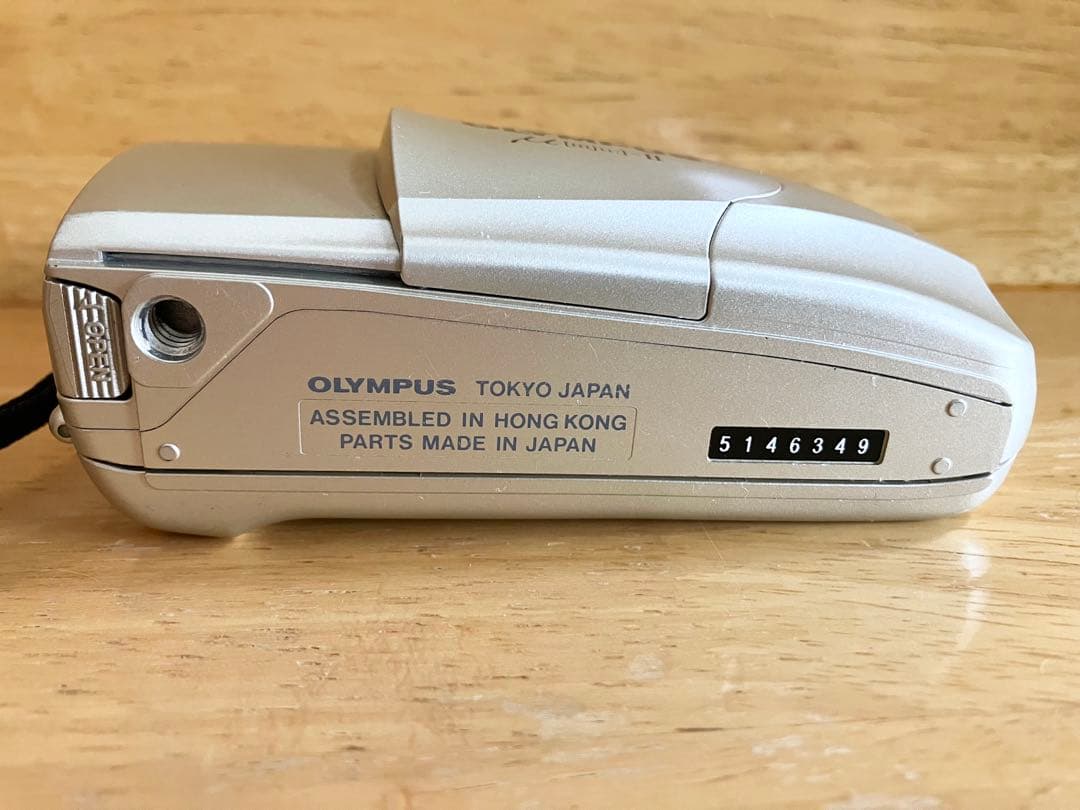 OPEN
OLYMPUS TOKYO JAPAN
ASSEMBLED IN HONG KONG
PARTS MADE IN JAPAN
5146349